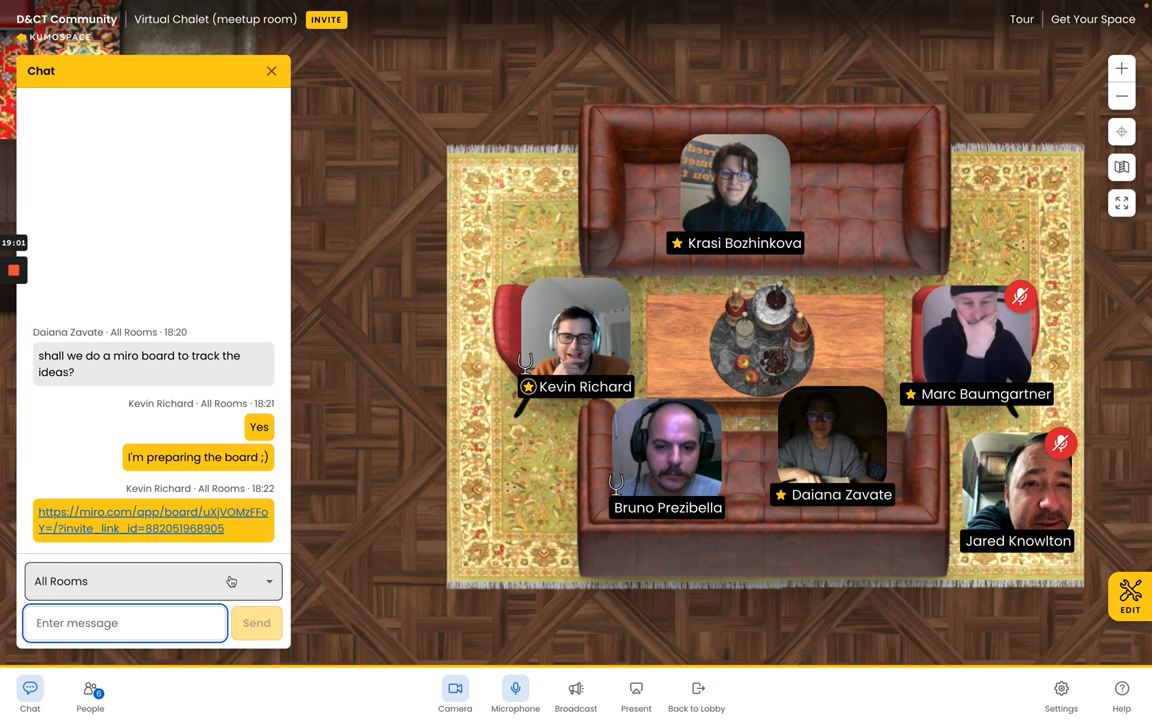 D&CT Community
Virtual Chalet (meetup room)
INVITE
KUMOSPACE
Tour
Get Your Space
Chat
19:01
Daiana Zavate · All Rooms · 18:20
shall we do a miro board to track the
ideas?
Kevin Richard · All Rooms · 18:21
Yes
I'm preparing the board ;)
Kevin Richard · All Rooms · 18:22
https://miro.com/app/board/uXjVOMzFFo
Y=/?invite_link_id=882051968905
All Rooms
Enter message
Send
Krasi Bozhinkova
Kevin Richard
Marc Baumgartner
Bruno Prezibella
Daiana Zavate
Jared Knowlton
EDIT
Chat
6
People
Camera
Microphone
Broadcast
Present
Back to Lobby
Settings
Help